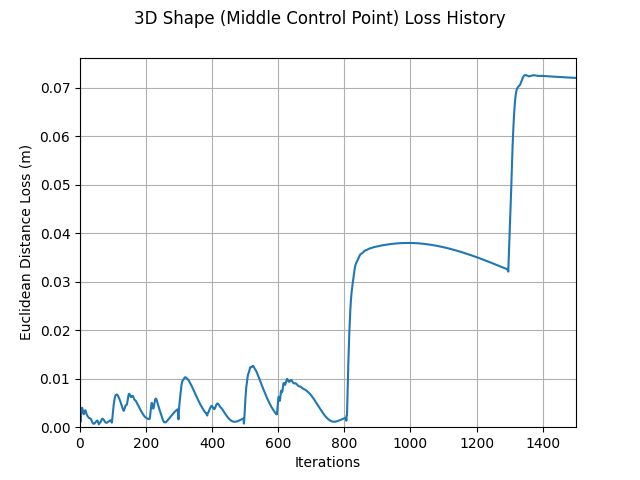 3D Shape (Middle Control Point) Loss History
Euclidean Distance Loss (m)
0.07
0.06
0.05
0.04
0.03
0.02
0.01
0.00
0 200 400 600 800 1000 1200 1400
Iterations